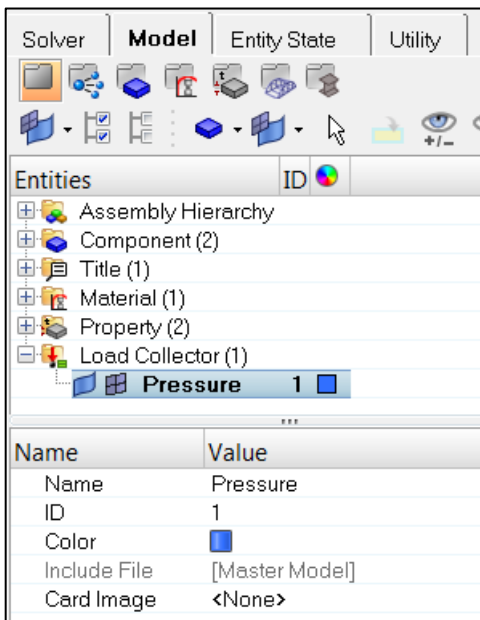 Solver Model Entity State Utility
Entities ID
Assembly Hierarchy
Component (2)
Title (1)
Material (1)
Property (2)
Load Collector (1)
Pressure 1
Name Value
Name Pressure
ID 1
Color
Include File [Master Model]
Card Image <None>